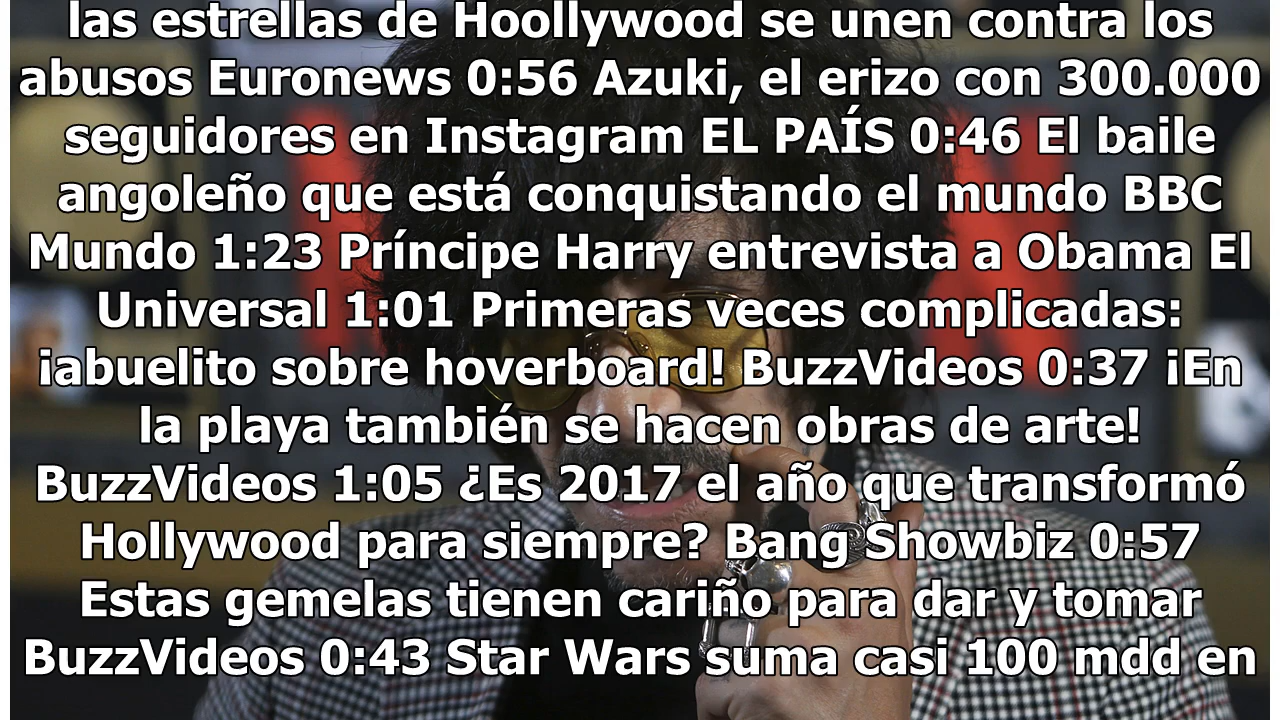 las estrellas de Hoollywood se unen contra los
abusos Euronews 0:56 Azuki, el erizo con 300.000
seguidores en Instagram EL PAÍS 0:46 El baile
angoleño que está conquistando el mundo BBC
Mundo 1:23 Príncipe Harry entrevista a Obama El
Universal 1:01 Primeras veces complicadas:
¡abuelito sobre hoverboard! BuzzVideos 0:37 ¡En
la playa también se hacen obras de arte!
BuzzVideos 1:05 ¿Es 2017 el año que transformó
Hollywood para siempre? Bang Showbiz 0:57
Estas gemelas tienen cariño para dar y tomar
BuzzVideos 0:43 Star Wars suma casi 100 mdd en